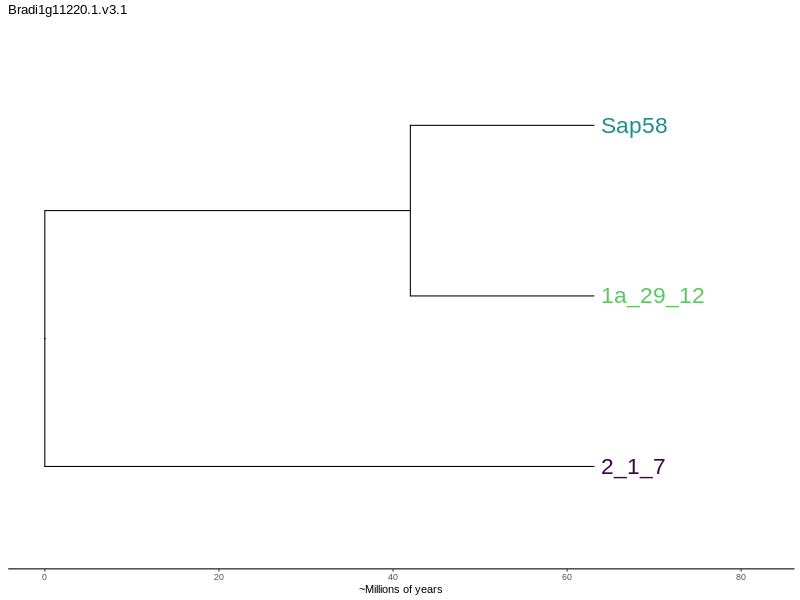 Bradi1g11220.1.v3.1
Sap58
1a_29_12
2_1_7
0 20 40 60 80
~Millions of years